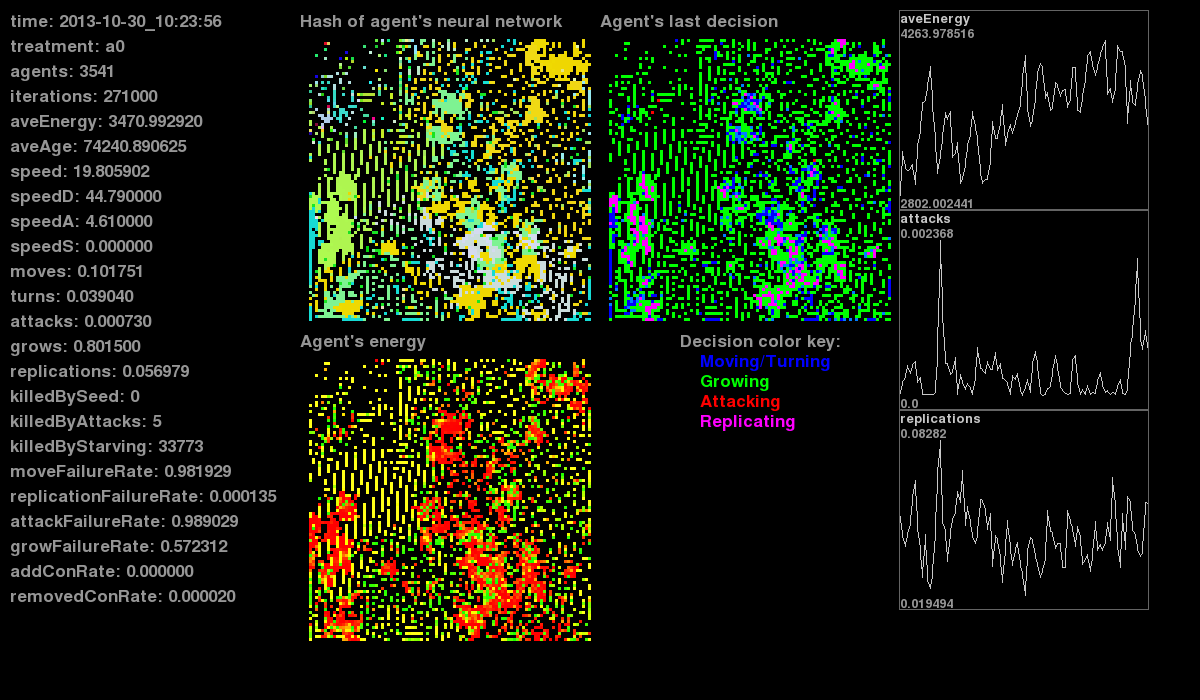 time: 2013-10-30_10:23:56
treatment: a0
agents: 3541
iterations: 271000
aveEnergy: 3470.992920
aveAge: 74240.890625
speed: 19.805902
speedD: 44.790000
speedA: 4.610000
speedS: 0.000000
moves: 0.101751
turns: 0.039040
attacks: 0.000730
grows: 0.801500
replications: 0.056979
killedBySeed: 0
killedByAttacks: 5
killedByStarving: 33773
moveFailureRate: 0.981929
replicationFailureRate: 0.000135
attackFailureRate: 0.989029
growFailureRate: 0.572312
addConRate: 0.000000
removedConRate: 0.000020
Hash of agent's neural network
Agent's last decision
Agent's energy
Decision color key:
Moving/Turning
Growing
Attacking
Replicating
aveEnergy
4263.978516
2802.002441
attacks
0.002368
0.0
replications
0.08282
0.019494